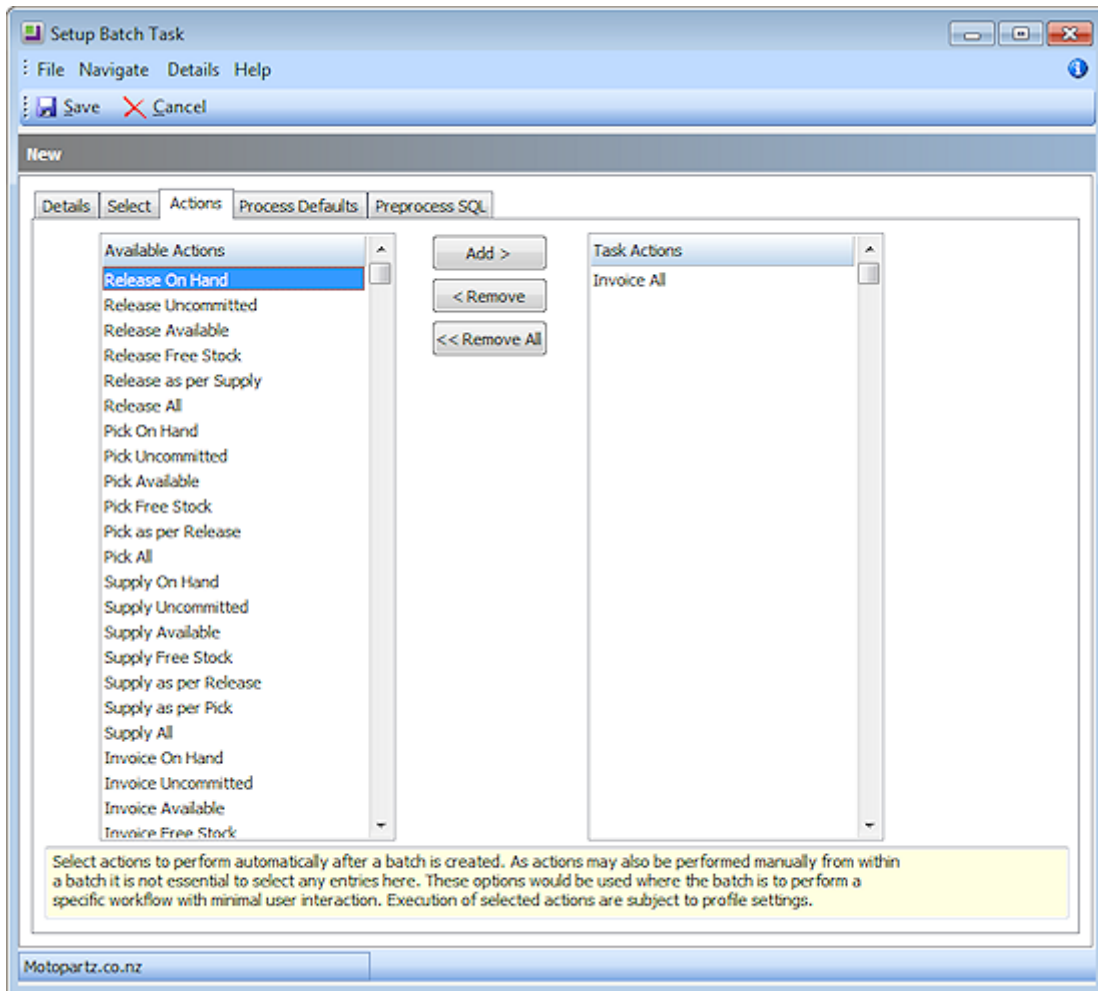 Setup Batch Task
File Navigate Details Help
Save Cancel
New
Details Select Actions Process Defaults Preprocess SQL
Available Actions
Release On Hand
Release Uncommitted
Release Available
Release Free Stock
Release as per Supply
Release All
Pick On Hand
Pick Uncommitted
Pick Available
Pick Free Stock
Pick as per Release
Pick All
Supply On Hand
Supply Uncommitted
Supply Available
Supply Free Stock
Supply as per Release
Supply as per Pick
Supply All
Invoice On Hand
Invoice Uncommitted
Invoice Available
Invoice Free Stock
Add >
< Remove
<< Remove All
Task Actions
Invoice All
Select actions to perform automatically after a batch is created. As actions may also be performed manually from within
a batch it is not essential to select any entries here. These options would be used where the batch is to perform a
specific workflow with minimal user interaction. Execution of selected actions are subject to profile settings.
Motopartz.co.nz